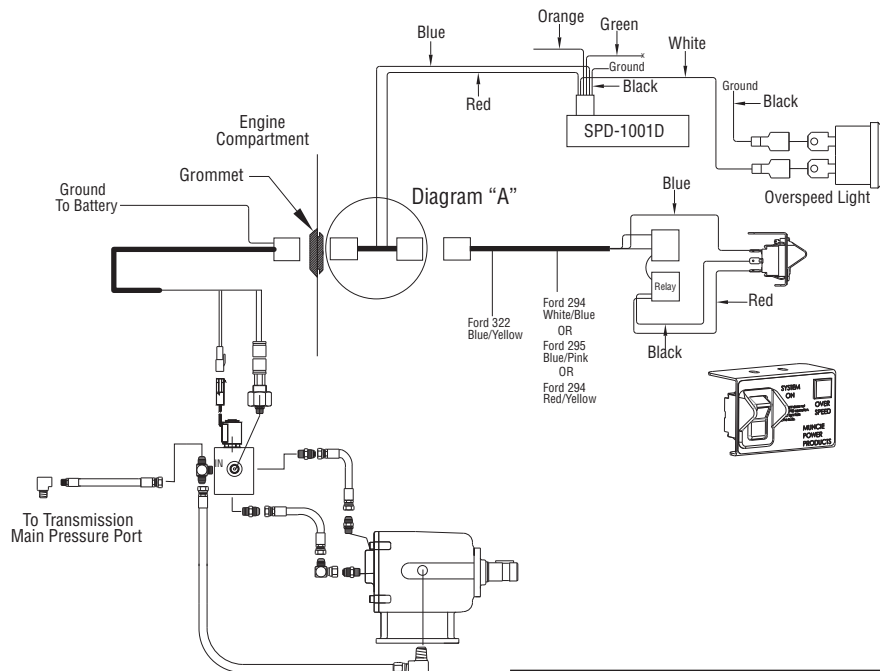 Orange
Green
Blue
White
Ground
Black
Red
Ground
Black
SPD-1001D
Engine
Compartment
Grommet
Diagram “A”
Overspeed Light
Ground
To Battery
Blue
Relay
Red
Ford 322
Blue/Yellow
Ford 294
White/Blue
OR
Ford 295
Blue/Pink
OR
Ford 294
Red/Yellow
Black
SYSTEM
ON
OVER
SPEED
MUNCIE
POWER
PRODUCTS
IN
To Transmission
Main Pressure Port